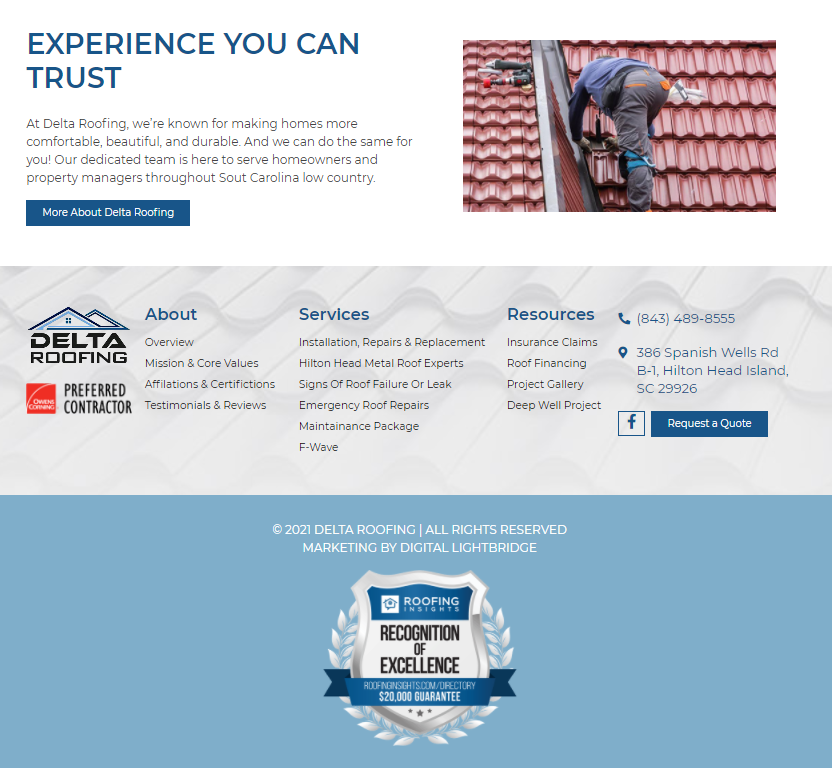 EXPERIENCE YOU CAN
TRUST
At Delta Roofing, we’re known for making homes more
comfortable, beautiful, and durable. And we can do the same for
you! Our dedicated team is here to serve homeowners and
property managers throughout Sout Carolina low country.
More About Delta Roofing
DELTA
ROOFING
OWENS
CORNING
PREFERRED
CONTRACTOR
About
Overview
Mission & Core Values
Affilations & Certifictions
Testimonials & Reviews
Services
Installation, Repairs & Replacement
Hilton Head Metal Roof Experts
Signs Of Roof Failure Or Leak
Emergency Roof Repairs
Maintainance Package
F-Wave
Resources
Insurance Claims
Roof Financing
Project Gallery
Deep Well Project
(843) 489-8555
386 Spanish Wells Rd
B-1, Hilton Head Island,
SC 29926
Request a Quote
© 2021 DELTA ROOFING | ALL RIGHTS RESERVED
MARKETING BY DIGITAL LIGHTBRIDGE
ROOFING
INSIGHTS
RECOGNITION
OF
EXCELLENCE
ROOFINGINSIGHTS.COM/DIRECTORY
$20,000 GUARANTEE